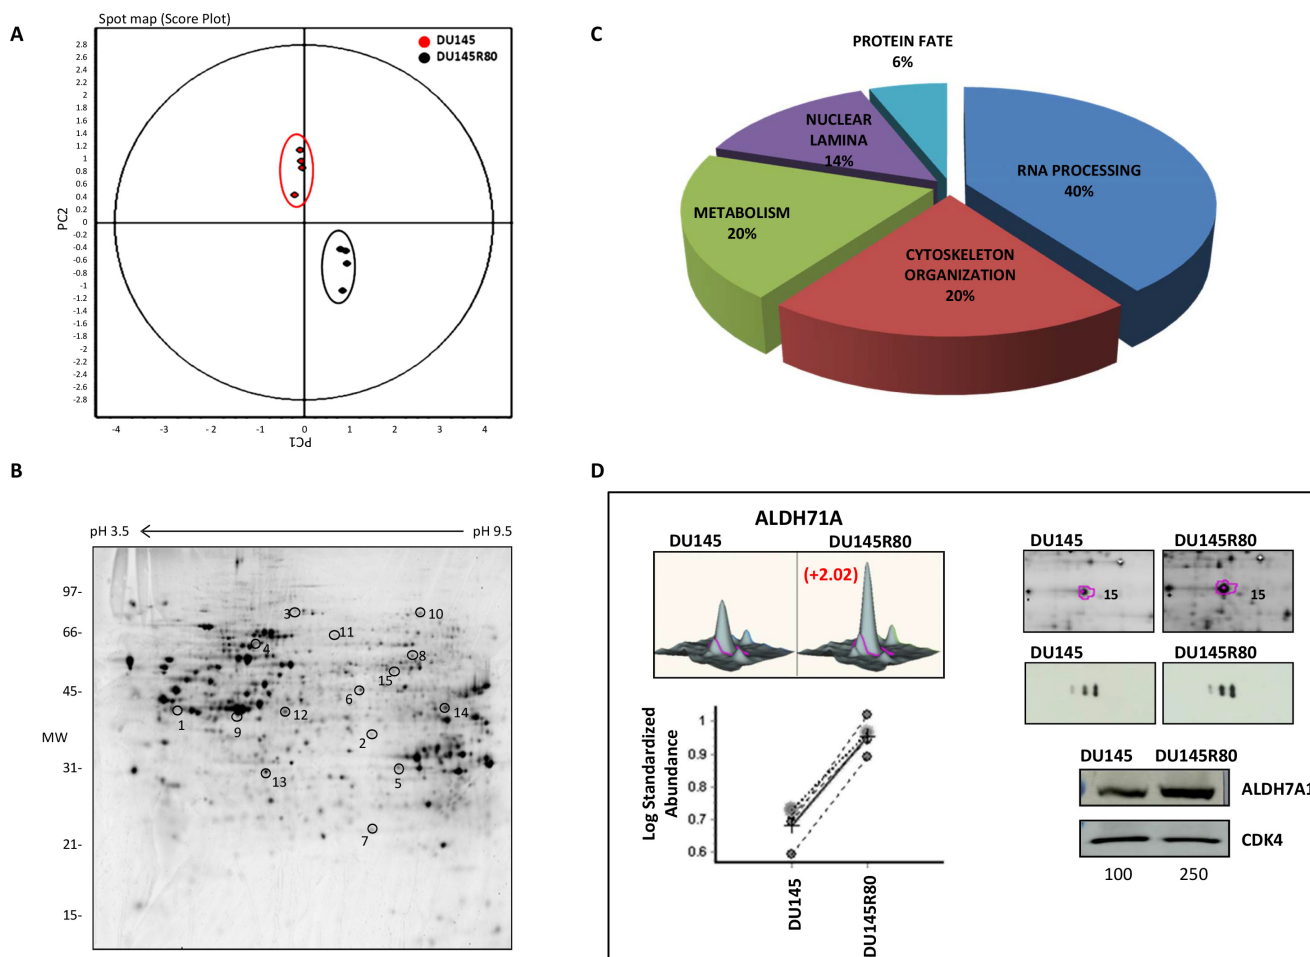 A
Spot map (Score Plot)
DU145
DU145R80
2.8
2.6
2.4
2.2
2
1.8
1.6
1.4
1.2
1
0.8
0.6
0.4
0.2
0
-0.2
-0.4
-0.6
-0.8
-1
-1.2
-1.4
-1.6
-1.8
-2
-2.2
-2.4
-2.6
-2.8
PC2
-4 -3 -2 -1 0 1 2 3 4
PC1
B
pH 3.5 pH 9.5
97-
66-
45-
MW
31-
21-
15-
3
10
11
4
8
15
6
1
9
12
14
2
13
5
7
C
PROTEIN FATE
6%
NUCLEAR
LAMINA
14%
RNA PROCESSING
40%
METABOLISM
20%
CYTOSKELETON
ORGANIZATION
20%
D
ALDH71A
DU145 DU145R80
(+2.02)
Log Standardized
Abundance
1
0.9
0.8
0.7
0.6
DU145
DU145R80
DU145 DU145R80
15 15
DU145 DU145R80
DU145 DU145R80
ALDH7A1
CDK4
100 250